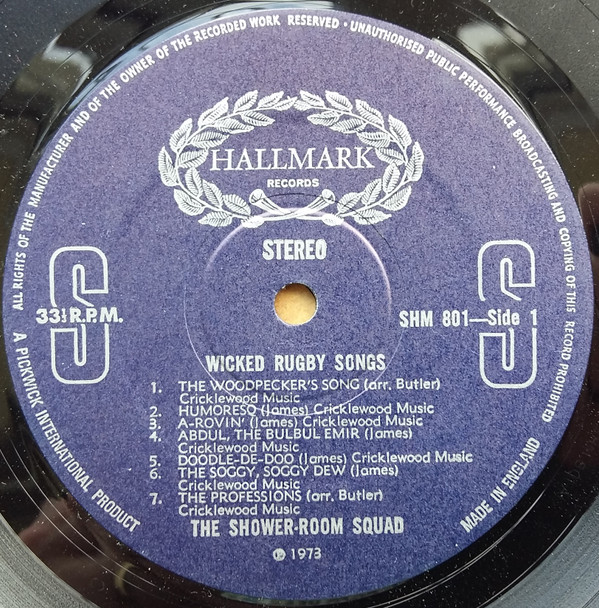 ALL RIGHTS OF THE MANUFACTURER AND OF THE OWNER OF THE RECORDED WORK RESERVED · UNAUTHORISED PUBLIC PERFORMANCE BROADCASTING AND COPYING OF THIS RECORD PROHIBITED
HALLMARK
RECORDS
STEREO
S
S
33⅓ R.P.M.
SHM 801—Side 1
WICKED RUGBY SONGS
1. THE WOODPECKER'S SONG (arr. Butler)
Cricklewood Music
2. HUMORESQ (James) Cricklewood Music
3. A-ROVIN' (James) Cricklewood Music
4. ABDUL, THE BULBUL EMIR (James)
Cricklewood Music
5. DOODLE-DE-DOO (James) Cricklewood Music
6. THE SOGGY, SOGGY DEW (James)
Cricklewood Music
7. THE PROFESSIONS (arr. Butler)
Cricklewood Music
THE SHOWER-ROOM SQUAD
℗ 1973
A PICKWICK INTERNATIONAL PRODUCT
MADE IN ENGLAND